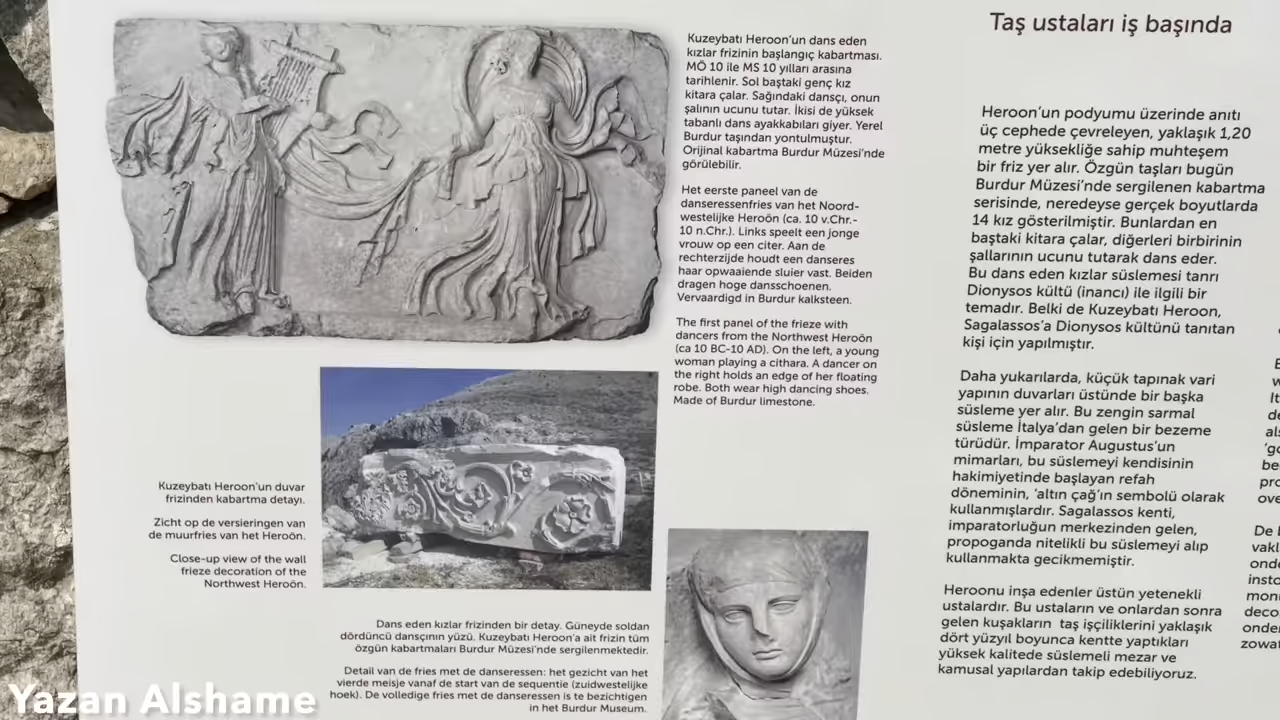 Kuzeybatı Heroon'un dans eden
kızlar frizinin başlangıç kabartması.
MÖ 10 ile MS 10 yılları arasına
tarihlenir. Sol baştaki genç kız
kitara çalar. Sağındaki dansçı, onun
şalının ucunu tutar. İkisi de yüksek
tabanlı dans ayakkabıları giyer. Yerel
Burdur taşından yontulmuştur.
Orijinal kabartma Burdur Müzesi'nde
görülebilir.
Het eerste paneel van de
danseressenfries van het Noord-
westelijke Heroön (ca. 10 v.Chr.-
10 n.Chr.). Links speelt een jonge
vrouw op een citer. Aan de
rechterzijde houdt een danseres
haar opwaaiende sluier vast. Beiden
dragen hoge dansschoenen.
Vervaardigd in Burdur kalksteen.
The first panel of the frieze with
dancers from the Northwest Heroön
(ca 10 BC-10 AD). On the left, a young
woman playing a cithara. A dancer on
the right holds an edge of her floating
robe. Both wear high dancing shoes.
Made of Burdur limestone.
Kuzeybatı Heroon'un duvar
frizinden kabartma detayı.
Zicht op de versieringen van
de muurfries van het Heroön.
Close-up view of the wall
frieze decoration of the
Northwest Heroön.
Dans eden kızlar frizinden bir detay. Güneyde soldan
dördüncü dansçının yüzü. Kuzeybatı Heroon'a ait frizin tüm
özgün kabartmaları Burdur Müzesi'nde sergilenmektedir.
Detail van de fries met de danseressen: het gezicht van het
vierde meisje vanaf de start van de sequentie (zuidwestelijke
hoek). De volledige fries met de danseressen is te bezichtigen
in het Burdur Museum.
Taş ustaları iş başında
Heroon'un podyumu üzerinde anıtı
üç cephede çevreleyen, yaklaşık 1,20
metre yüksekliğe sahip muhteşem
bir friz yer alır. Özgün taşları bugün
Burdur Müzesi'nde sergilenen kabartma
serisinde, neredeyse gerçek boyutlarda
14 kız gösterilmiştir. Bunlardan en
baştaki kitara çalar, diğerleri birbirinin
şallarının ucunu tutarak dans eder.
Bu dans eden kızlar süslemesi tanrı
Dionysos kültü (inancı) ile ilgili bir
temadır. Belki de Kuzeybatı Heroon,
Sagalassos'a Dionysos kültünü tanıtan
kişi için yapılmıştır.
Daha yukarılarda, küçük tapınak vari
yapının duvarları üstünde bir başka
süsleme yer alır. Bu zengin sarmal
süsleme İtalya'dan gelen bir bezeme
türüdür. İmparator Augustus'un
mimarları, bu süslemeyi kendisinin
hakimiyetinde başlayan refah
döneminin, 'altın çağ'ın sembolü olarak
kullanmışlardır. Sagalassos kenti,
imparatorluğun merkezinden gelen,
propoganda nitelikli bu süslemeyi alıp
kullanmakta gecikmemiştir.
Heroonu inşa edenler üstün yetenekli
ustalardır. Bu ustaların ve onlardan sonra
gelen kuşakların taş işçiliklerini yaklaşık
dört yüzyıl boyunca kentte yaptıkları
yüksek kalitede süslemeli mezar ve
kamusal yapılardan takip edebiliyoruz.
De
Yazan Alshame